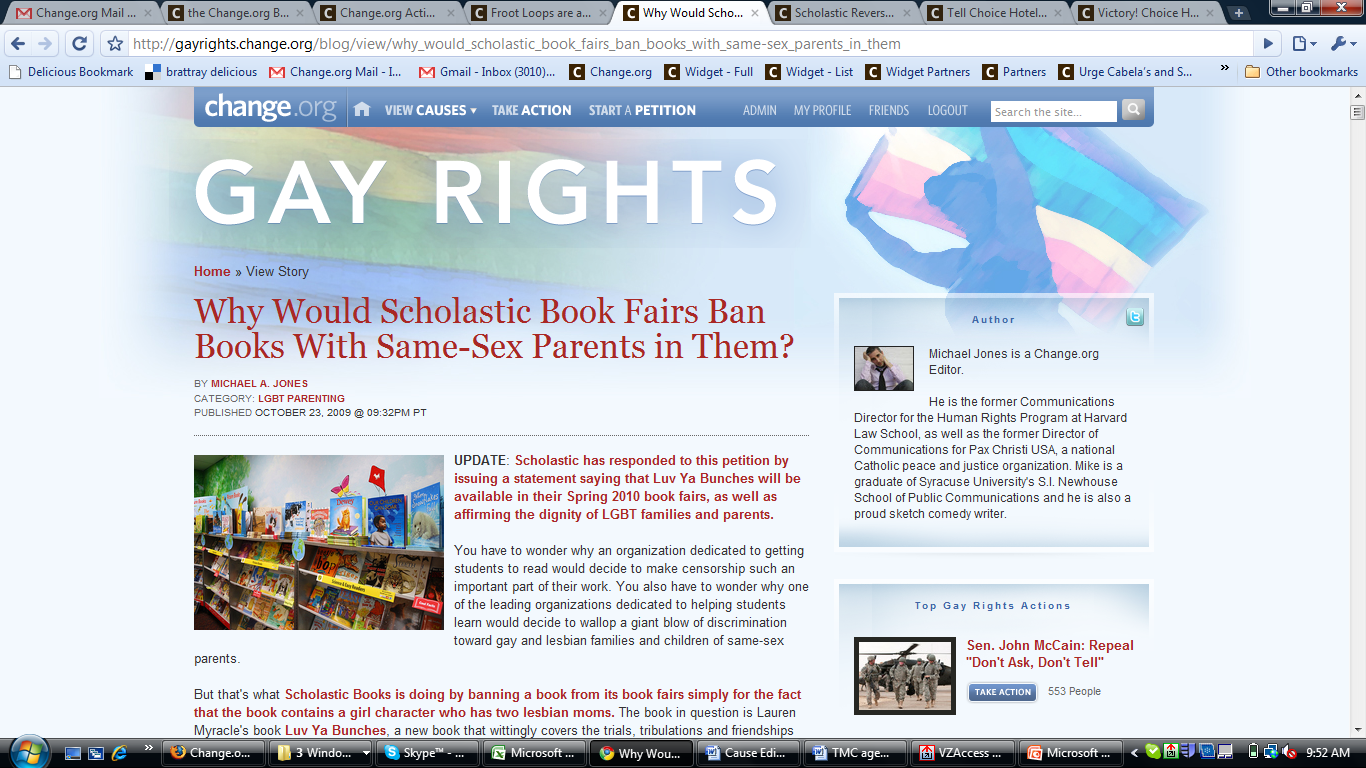 Change.org Mail ...
the Change.org B...
Change.org Acti...
Froot Loops are a...
Why Would Scho...
Scholastic Revers...
Tell Choice Hotel...
Victory! Choice H...
http://gayrights.change.org/blog/view/why_would_scholastic_book_fairs_ban_books_with_same-sex_parents_in_them
Delicious Bookmark
brattray delicious
Change.org Mail - I...
Gmail - Inbox (3010)...
Change.org
Widget - Full
Widget - List
Widget Partners
Partners
Urge Cabela's and S...
»
Other bookmarks
change.org
VIEW CAUSES
TAKE ACTION
START A PETITION
ADMIN
MY PROFILE
FRIENDS
LOGOUT
Search the site...
GAY RIGHTS
Home » View Story
Why Would Scholastic Book Fairs Ban
Books With Same-Sex Parents in Them?
BY MICHAEL A. JONES
CATEGORY: LGBT PARENTING
PUBLISHED OCTOBER 23, 2009 @ 09:32PM PT
UPDATE: Scholastic has responded to this petition by
issuing a statement saying that Luv Ya Bunches will be
available in their Spring 2010 book fairs, as well as
affirming the dignity of LGBT families and parents.
You have to wonder why an organization dedicated to getting
students to read would decide to make censorship such an
important part of their work. You also have to wonder why one
of the leading organizations dedicated to helping students
learn would decide to wallop a giant blow of discrimination
toward gay and lesbian families and children of same-sex
parents.
But that's what Scholastic Books is doing by banning a book from its book fairs simply for the fact
that the book contains a girl character who has two lesbian moms. The book in question is Lauren
Myracle's book Luv Ya Bunches, a new book that wittingly covers the trials, tribulations and friendships
Author
Michael Jones is a Change.org
Editor.
He is the former Communications
Director for the Human Rights Program at Harvard
Law School, as well as the former Director of
Communications for Pax Christi USA, a national
Catholic peace and justice organization. Mike is a
graduate of Syracuse University's S.I. Newhouse
School of Public Communications and he is also a
proud sketch comedy writer.
Top Gay Rights Actions
Sen. John McCain: Repeal
"Don't Ask, Don't Tell"
TAKE ACTION
553 People
»
Change.o...
3 Windo...
Skype™ - ...
Microsoft ...
Why Wou...
Cause Edi...
TMC age...
VZAccess ...
Microsoft ...
9:52 AM